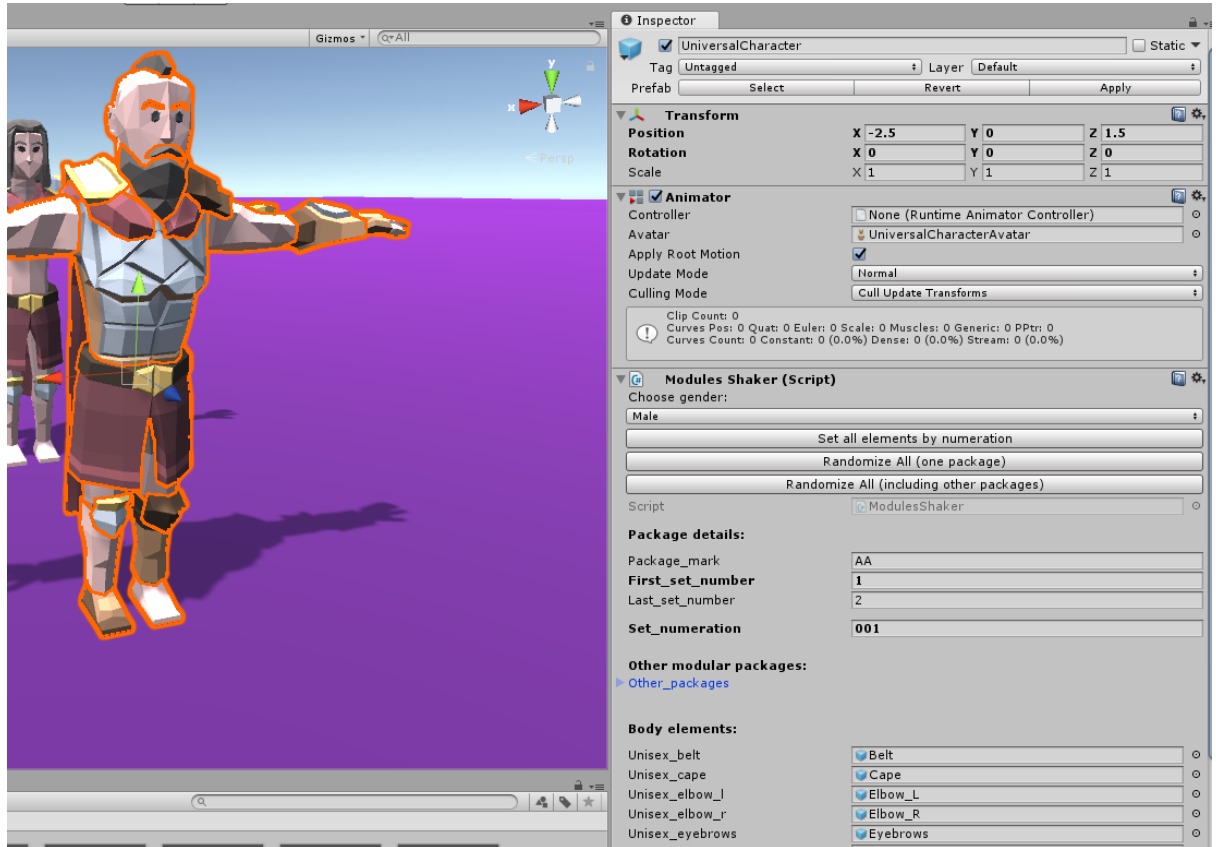 Inspector
Gizmos
All
UniversalCharacter
Static
Tag Untagged
Layer Default
Prefab Select Revert Apply
y
x
Persp
Transform
Position X -2.5 Y 0 Z 1.5
Rotation X 0 Y 0 Z 0
Scale X 1 Y 1 Z 1
Animator
Controller None (Runtime Animator Controller)
Avatar UniversalCharacterAvatar
Apply Root Motion
Update Mode Normal
Culling Mode Cull Update Transforms
Clip Count: 0
Curves Pos: 0 Quat: 0 Euler: 0 Scale: 0 Muscles: 0 Generic: 0 PPtr: 0
Curves Count: 0 Constant: 0 (0.0%) Dense: 0 (0.0%) Stream: 0 (0.0%)
Modules Shaker (Script)
Choose gender:
Male
Set all elements by numeration
Randomize All (one package)
Randomize All (including other packages)
Script ModulesShaker
Package details:
Package_mark AA
First_set_number 1
Last_set_number 2
Set_numeration 001
Other modular packages:
Other_packages
Body elements:
Unisex_belt Belt
Unisex_cape Cape
Unisex_elbow_l Elbow_L
Unisex_elbow_r Elbow_R
Unisex_eyebrows Eyebrows